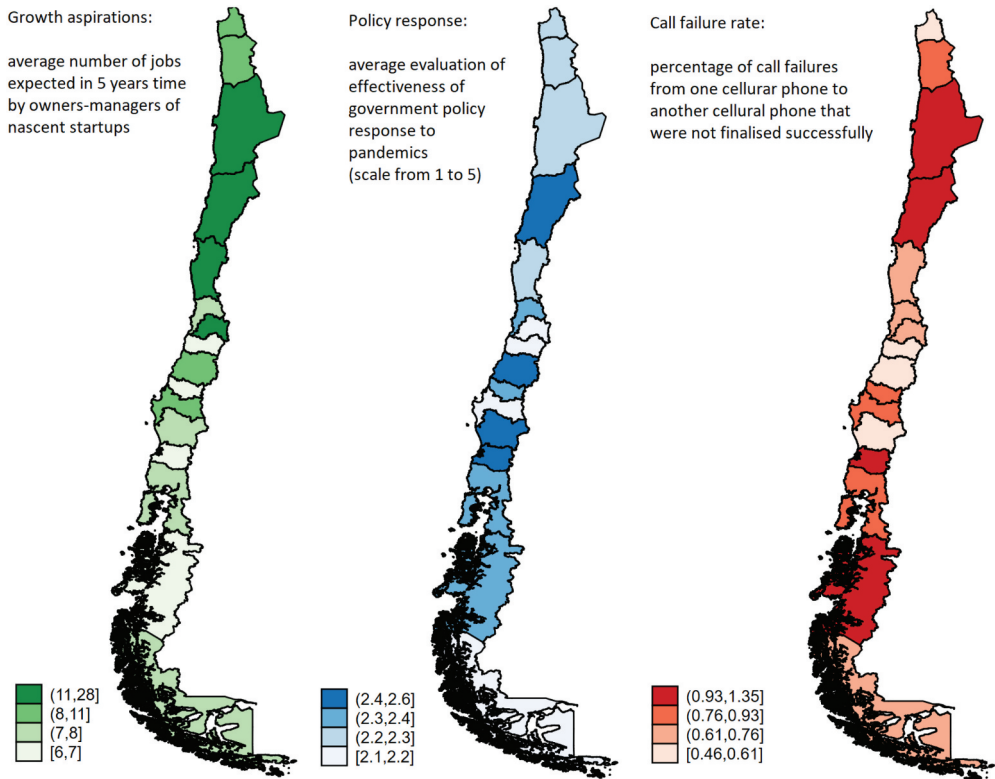 Growth aspirations:
average number of jobs
expected in 5 years time
by owners-managers of
nascent startups
(11,28]
(8,11]
(7,8]
[6,7]
Policy response:
average evaluation of
effectiveness of
government policy
response to
pandemics
(scale from 1 to 5)
(2.4,2.6]
(2.3,2.4]
(2.2,2.3]
[2.1,2.2]
Call failure rate:
percentage of call failures
from one cellurar phone to
another cellural phone that
were not finalised successfully
(0.93,1.35]
(0.76,0.93]
(0.61,0.76]
[0.46,0.61]